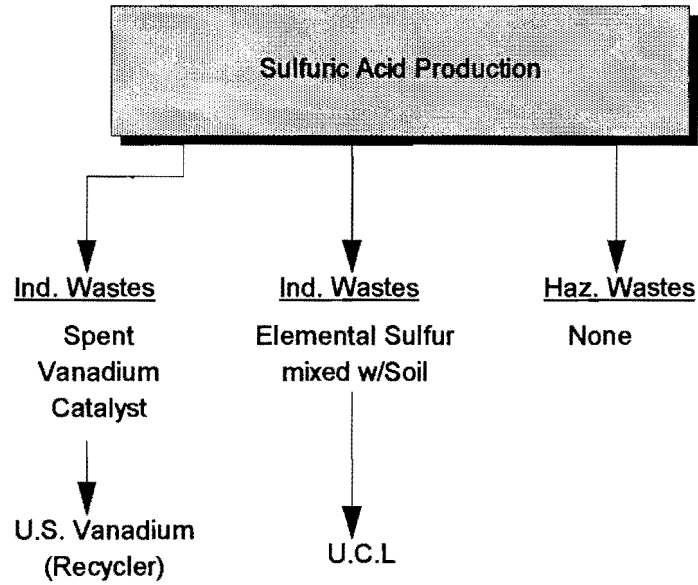 Sulfuric Acid Production
Ind. Wastes
Spent
Vanadium
Catalyst
U.S. Vanadium
(Recycler)
Ind. Wastes
Elemental Sulfur
mixed w/Soil
U.C.L
Haz. Wastes
None